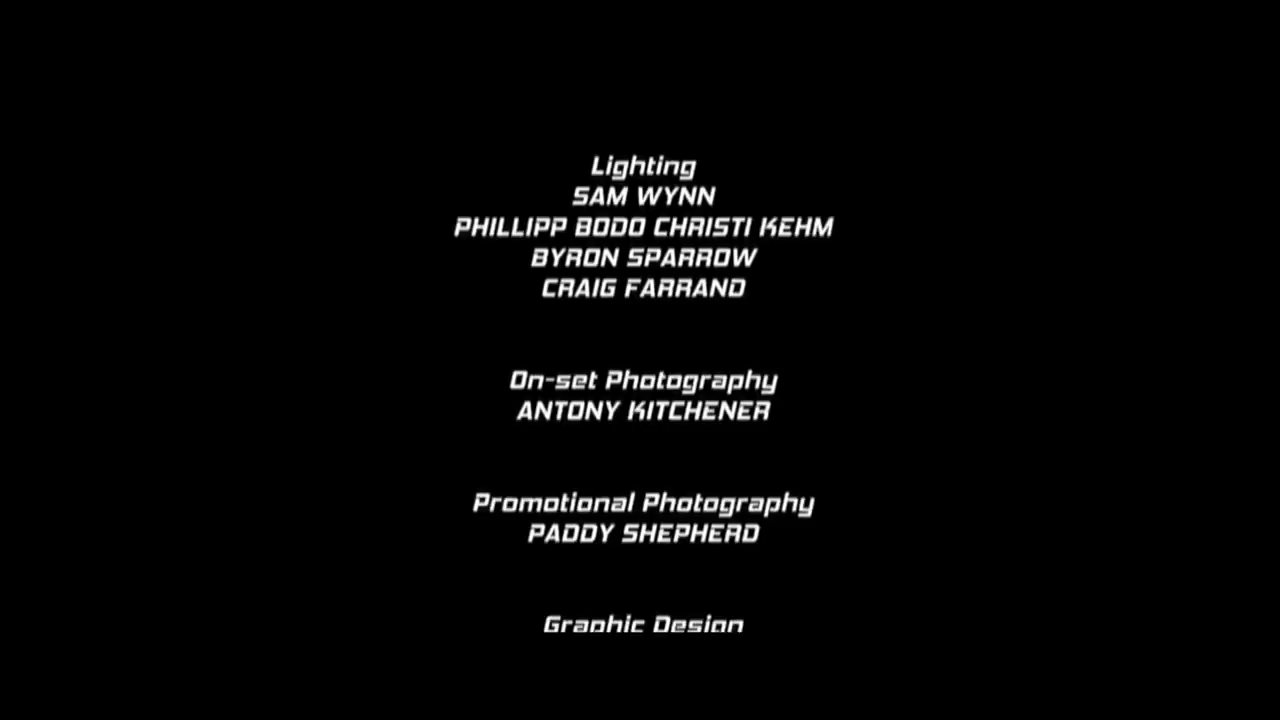 Lighting
SAM WYNN
PHILLIPP BODO CHRISTI KEHM
BYRON SPARROW
CRAIG FARRAND
On-set Photography
ANTONY KITCHENER
Promotional Photography
PADDY SHEPHERD
Graphic Design